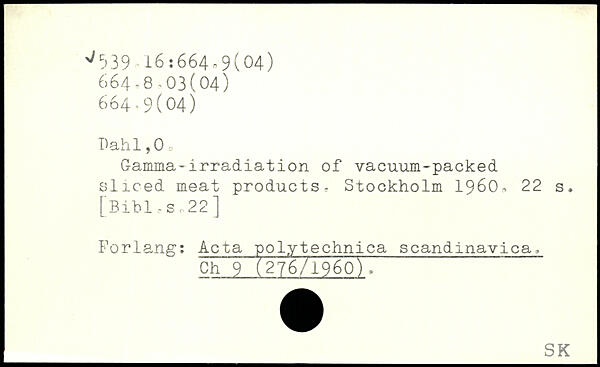 ✓539.16:664.9(04)
664.8.03(04)
664.9(04)
Dahl,O.
Gamma-irradiation of vacuum-packed
sliced meat products. Stockholm 1960. 22 s.
[Bibl.s.22]
Forlang: Acta polytechnica scandinavica.
Ch 9 (276/1960).
SK